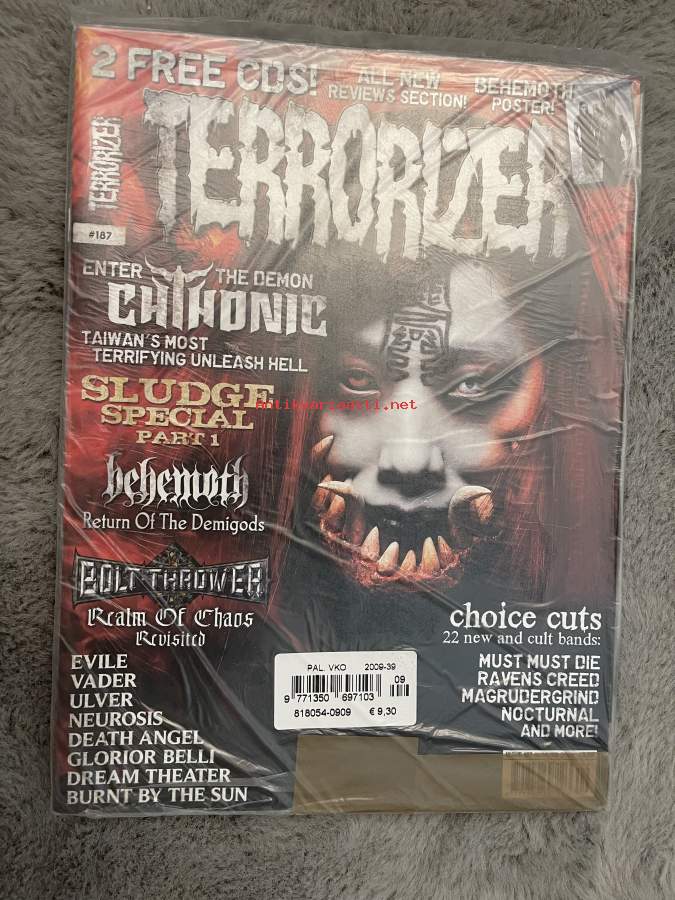 2 FREE CDS!
ALL NEW
REVIEWS SECTION!
BEHEMOTH
POSTER!
TERRORIZER
TERRORIZER
#187
ENTER THE DEMON
CHTHONIC
TAIWAN'S MOST
TERRIFYING UNLEASH HELL
SLUDGE
SPECIAL
PART 1
antikvariaatti.net
behemoth
Return Of The Demigods
BOLT THROWER
Realm Of Chaos
Revisited
EVILE
VADER
ULVER
NEUROSIS
DEATH ANGEL
GLORIOR BELLI
DREAM THEATER
BURNT BY THE SUN
choice cuts
22 new and cult bands:
MUST MUST DIE
RAVENS CREED
MAGRUDERGRIND
NOCTURNAL
AND MORE!
PAL. VKO 2009-39
09
9 771350 697103
818054-0909 € 9,30